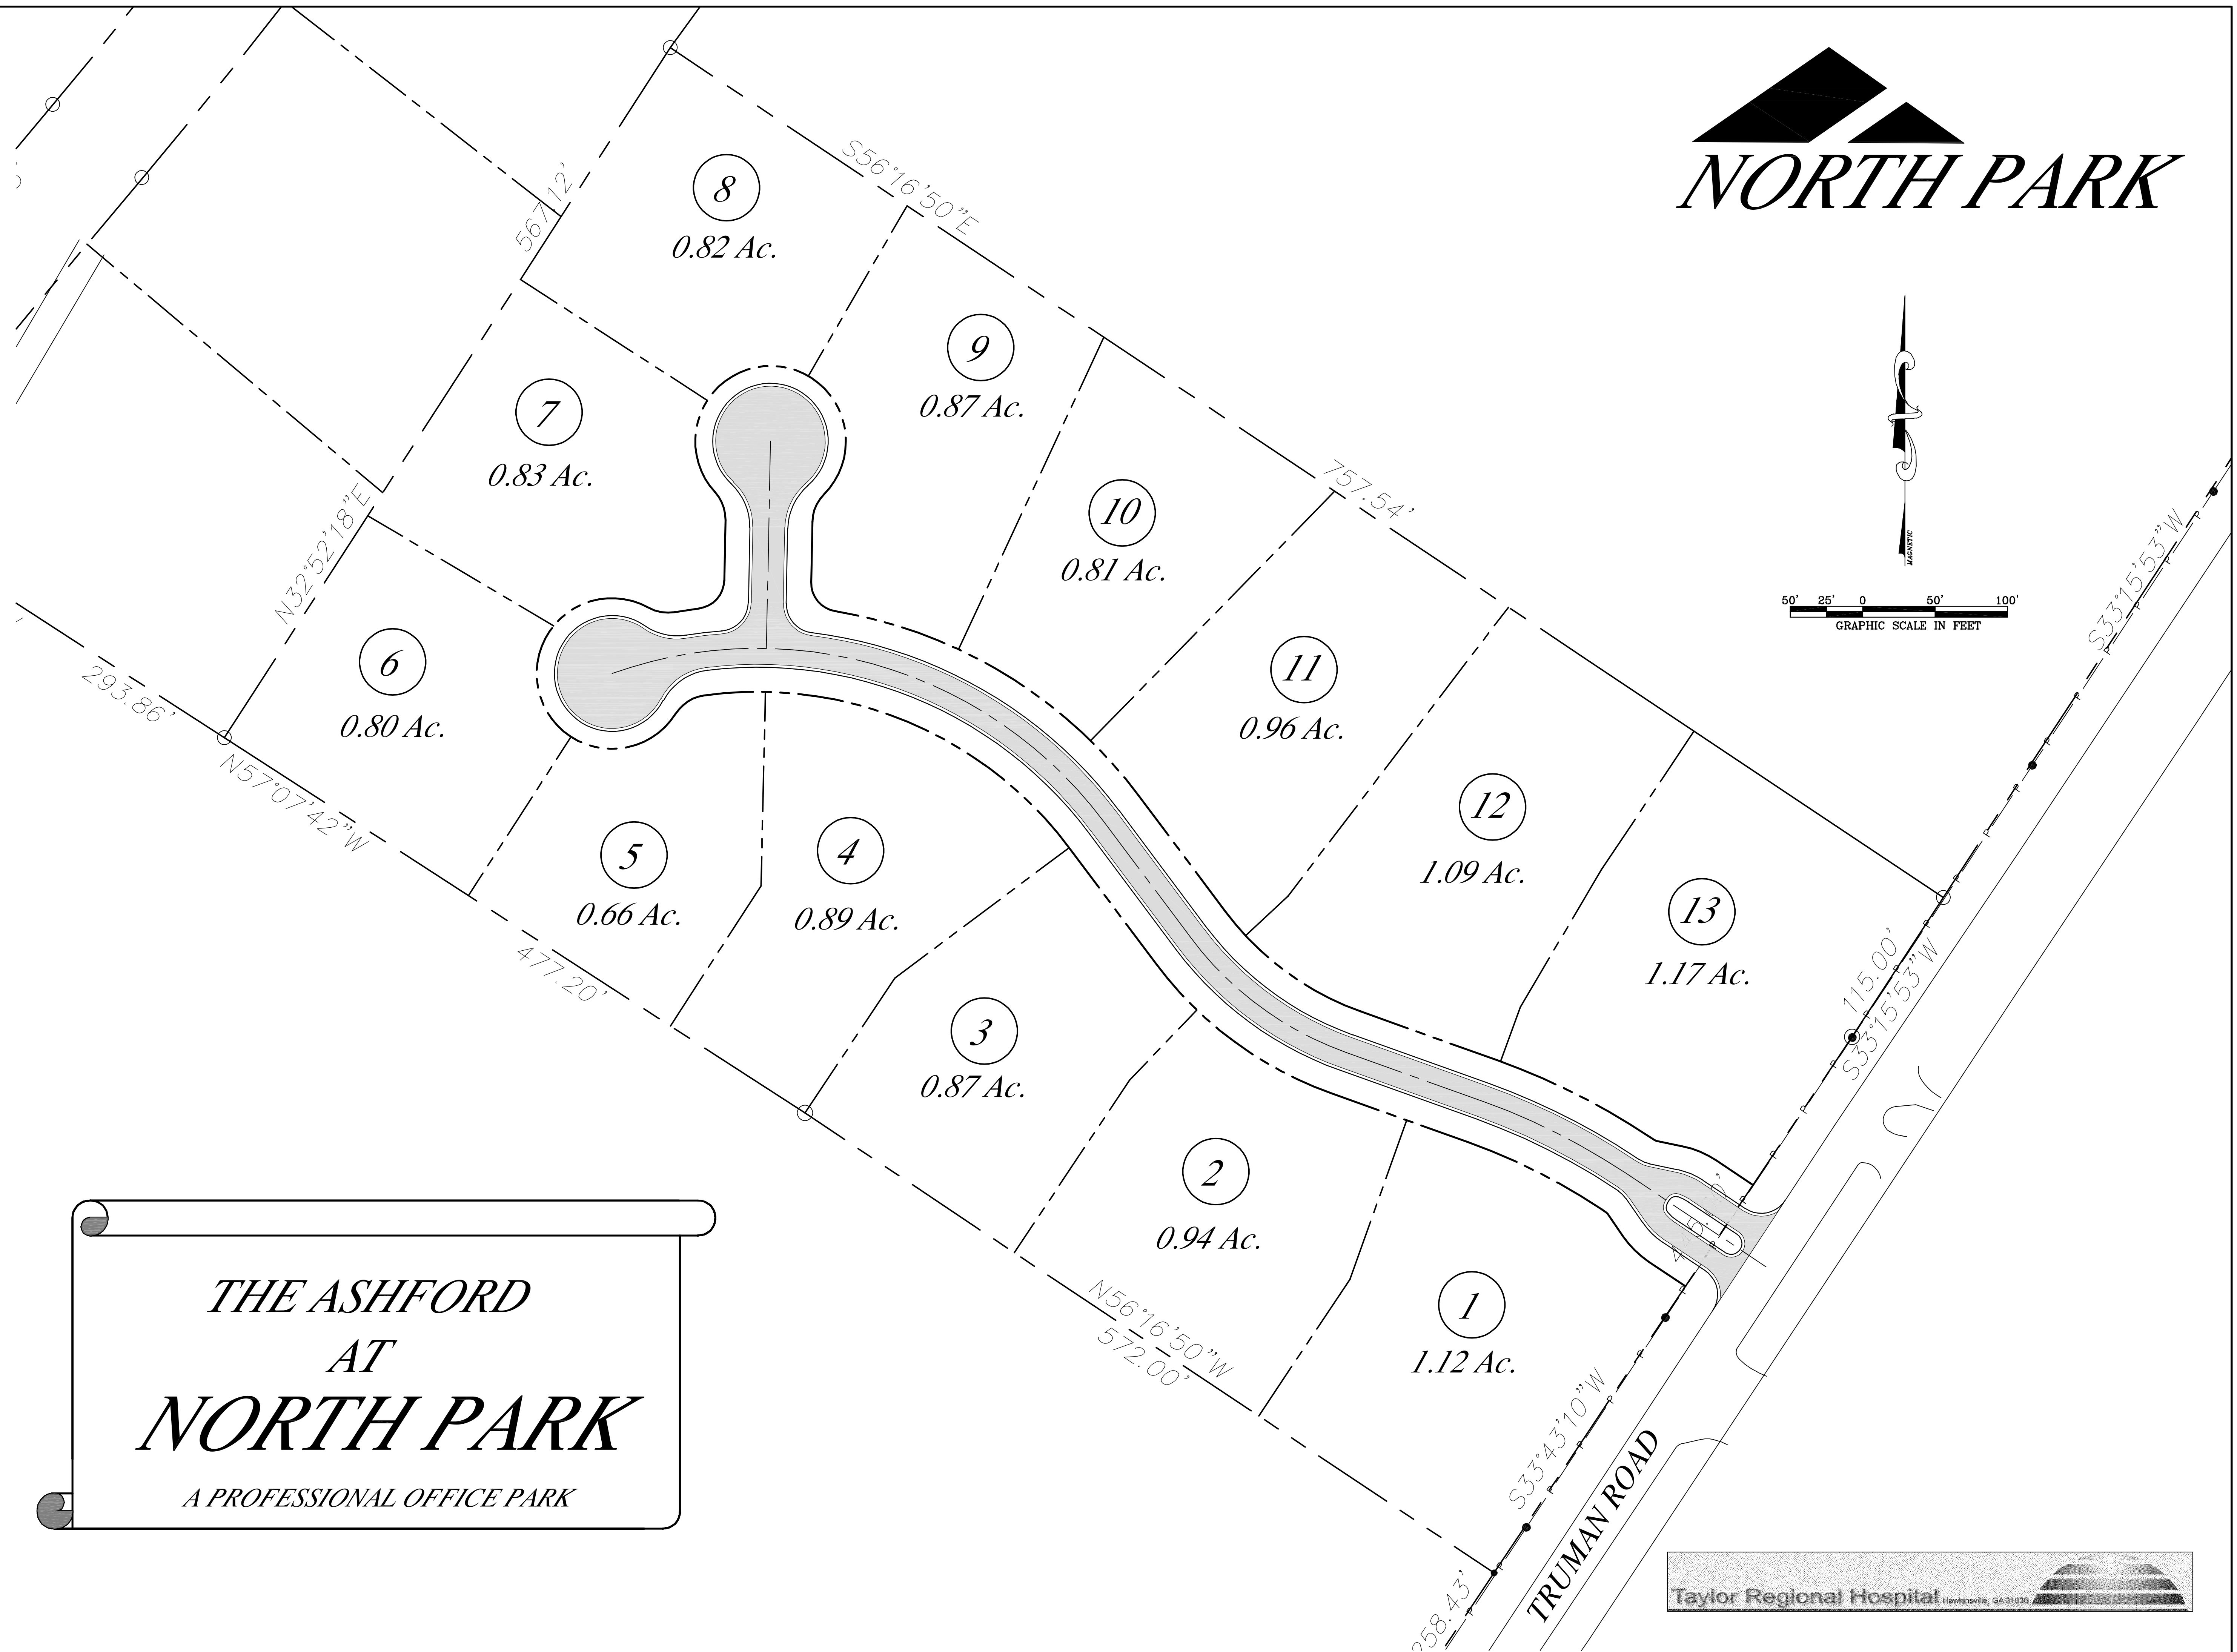 NORTH PARK
S56°16'50"E
567.12'
8
0.82 Ac.
9
0.87 Ac.
7
0.83 Ac.
10
0.81 Ac.
757.54'
MAGNETIC
50' 25' 0 50' 100'
GRAPHIC SCALE IN FEET
S33°15'53"W
N32°52'18"E
6
0.80 Ac.
293.86'
N57°07'42"W
11
0.96 Ac.
12
1.09 Ac.
5
0.66 Ac.
4
0.89 Ac.
13
1.17 Ac.
477.20'
115.00'
S33°15'53"W
3
0.87 Ac.
2
0.94 Ac.
N56°16'50"W
572.00'
1
1.12 Ac.
S33°43'10"W
TRUMAN ROAD
258.43'
THE ASHFORD
AT
NORTH PARK
A PROFESSIONAL OFFICE PARK
Taylor Regional Hospital Hawkinsville, GA 31036